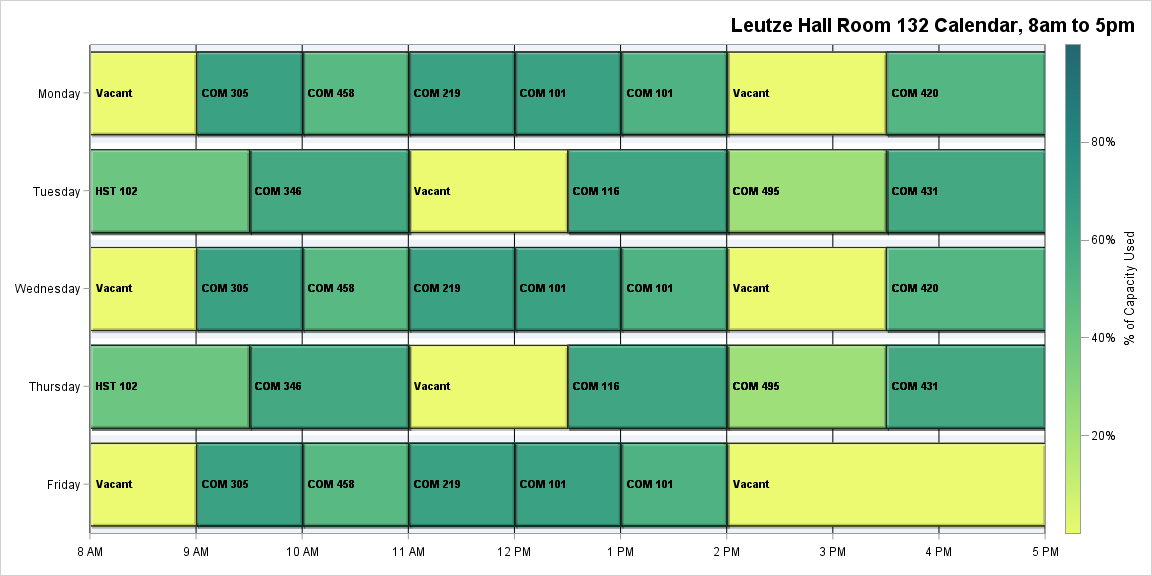 Leutze Hall Room 132 Calendar, 8am to 5pm
Monday
Vacant
COM 305
COM 458
COM 219
COM 101
COM 101
Vacant
COM 420
Tuesday
HST 102
COM 346
Vacant
COM 116
COM 495
COM 431
Wednesday
Vacant
COM 305
COM 458
COM 219
COM 101
COM 101
Vacant
COM 420
Thursday
HST 102
COM 346
Vacant
COM 116
COM 495
COM 431
Friday
Vacant
COM 305
COM 458
COM 219
COM 101
COM 101
Vacant
8 AM
9 AM
10 AM
11 AM
12 PM
1 PM
2 PM
3 PM
4 PM
5 PM
80%
60%
40%
20%
% of Capacity Used